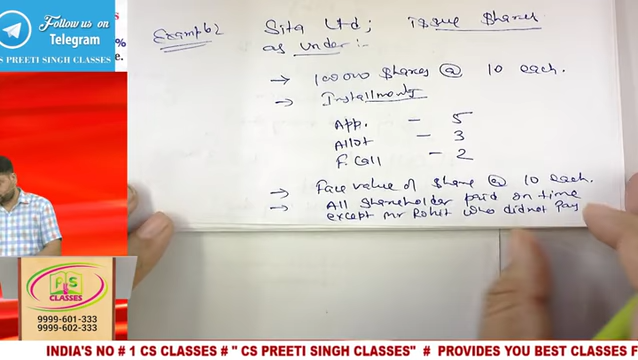 Follow us on
Telegram
CS PREETI SINGH CLASSES
Example 2 Sita Ltd; issue shares
as under :-
→ 100000 shares @ 10 each.
→ Installments
App. - 5
Allot - 3
F. Call - 2
→ Face value of share @ 10 each.
→ All shareholder paid on time
except Mr Rohit who did not pay
PS
CLASSES
9999-601-333
9999-602-333
INDIA'S NO # 1 CS CLASSES # " CS PREETI SINGH CLASSES" # PROVIDES YOU BEST CLASSES F